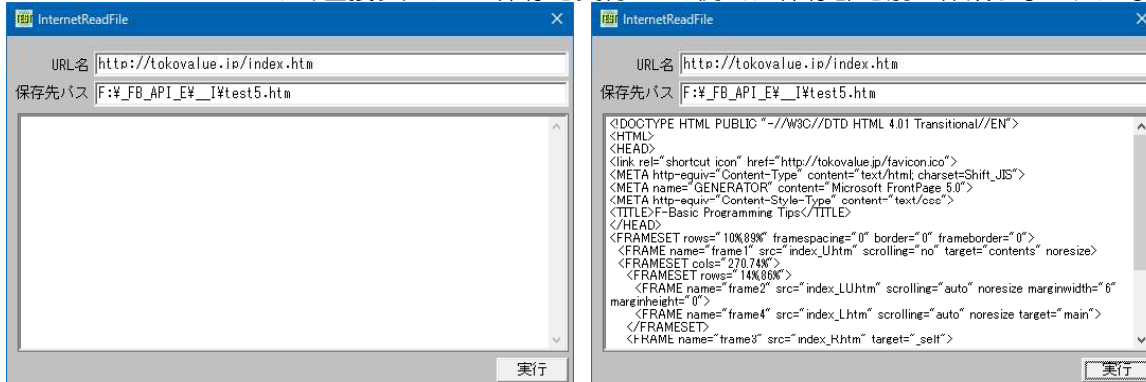 InternetReadFile
URL名 http://tokovalue.jp/index.htm
保存先パス F:¥_FB_API_E¥__I¥test5.htm
実行
InternetReadFile
URL名 http://tokovalue.jp/index.htm
保存先パス F:¥_FB_API_E¥__I¥test5.htm
<!DOCTYPE HTML PUBLIC "-//W3C//DTD HTML 4.01 Transitional//EN">
<HTML>
<HEAD>
<link rel="shortcut icon" href="http://tokovalue.jp/favicon.ico">
<META http-equiv="Content-Type" content="text/html; charset=Shift_JIS">
<META name="GENERATOR" content="Microsoft FrontPage 5.0">
<META http-equiv="Content-Style-Type" content="text/css">
<TITLE>F-Basic Programming Tips</TITLE>
</HEAD>
<FRAMESET rows="10%,89%" framespacing="0" border="0" frameborder="0">
<FRAME name="frame1" src="index_U.htm" scrolling="no" target="contents" noresize>
<FRAMESET cols="270,74%">
<FRAMESET rows="14%,86%">
<FRAME name="frame2" src="index_LU.htm" scrolling="auto" noresize marginwidth="6"
marginheight="0">
<FRAME name="frame4" src="index_L.htm" scrolling="auto" noresize target="main">
</FRAMESET>
<FRAME name="frame3" src="index_R.htm" target="_self">
実行